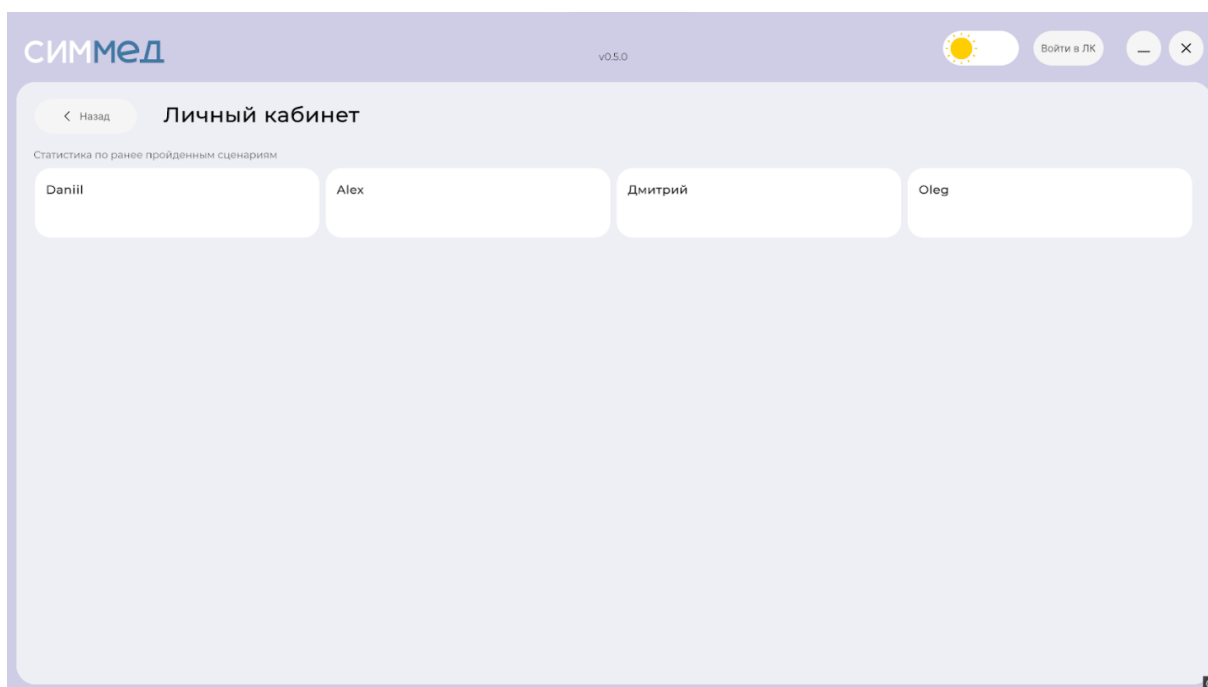 симмед
v0.5.0
Войти в ЛК
Назад
Личный кабинет
Статистика по ранее пройденным сценариям
Daniil
Alex
Дмитрий
Oleg